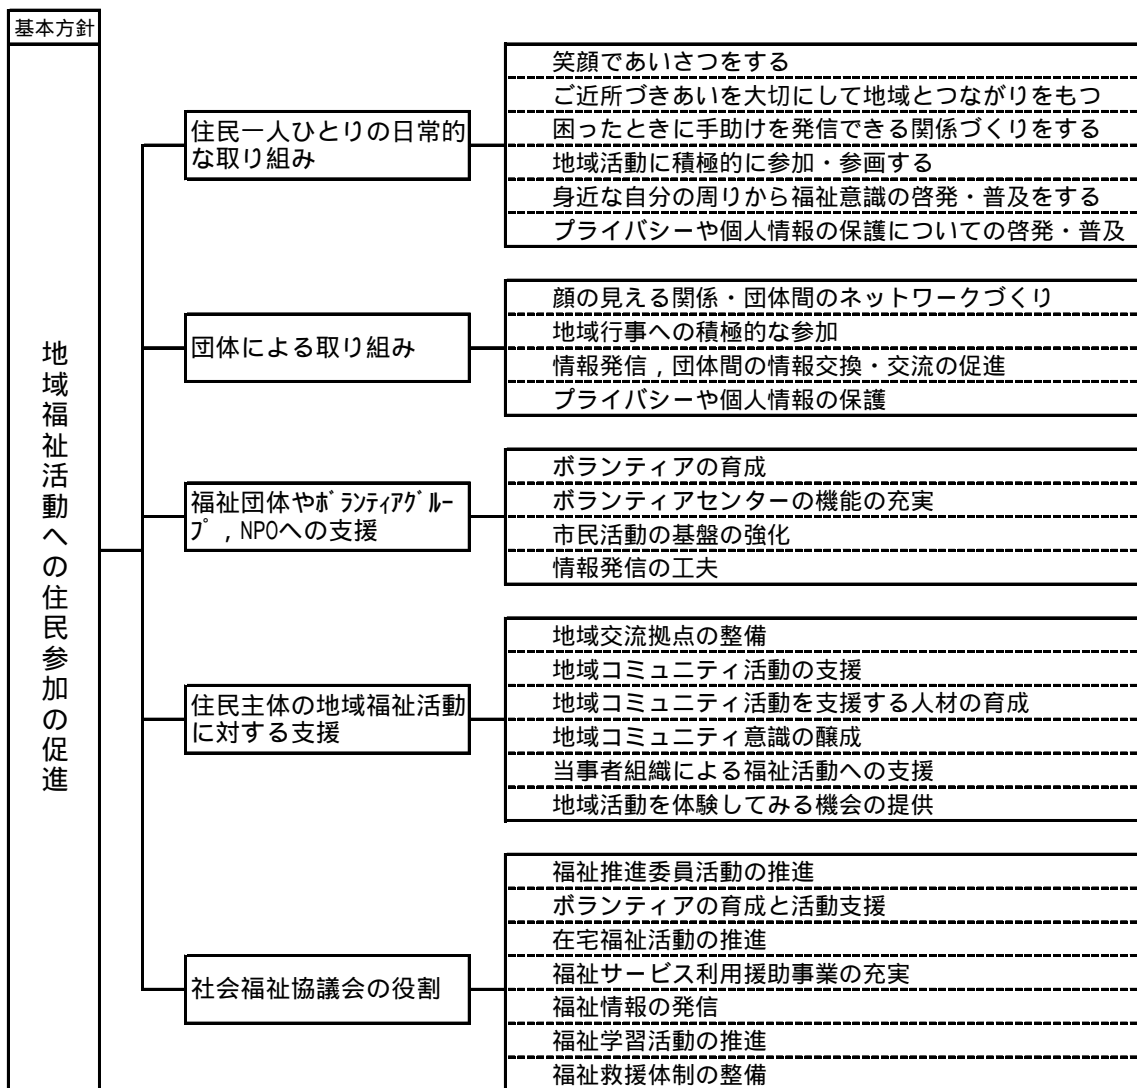 基本方針
地域福祉活動への住民参加の促進
住民一人ひとりの日常的
な取り組み
笑顔であいさつをする
ご近所づきあいを大切にして地域とつながりをもつ
困ったときに手助けを発信できる関係づくりをする
地域活動に積極的に参加・参画する
身近な自分の周りから福祉意識の啓発・普及をする
プライバシーや個人情報の保護についての啓発・普及
団体による取り組み
顔の見える関係・団体間のネットワークづくり
地域行事への積極的な参加
情報発信，団体間の情報交換・交流の促進
プライバシーや個人情報の保護
福祉団体やﾎﾞﾗﾝﾃｨｱｸﾞﾙｰ
ﾌﾟ，NPOへの支援
ボランティアの育成
ボランティアセンターの機能の充実
市民活動の基盤の強化
情報発信の工夫
住民主体の地域福祉活動
に対する支援
地域交流拠点の整備
地域コミュニティ活動の支援
地域コミュニティ活動を支援する人材の育成
地域コミュニティ意識の醸成
当事者組織による福祉活動への支援
地域活動を体験してみる機会の提供
社会福祉協議会の役割
福祉推進委員活動の推進
ボランティアの育成と活動支援
在宅福祉活動の推進
福祉サービス利用援助事業の充実
福祉情報の発信
福祉学習活動の推進
福祉救援体制の整備